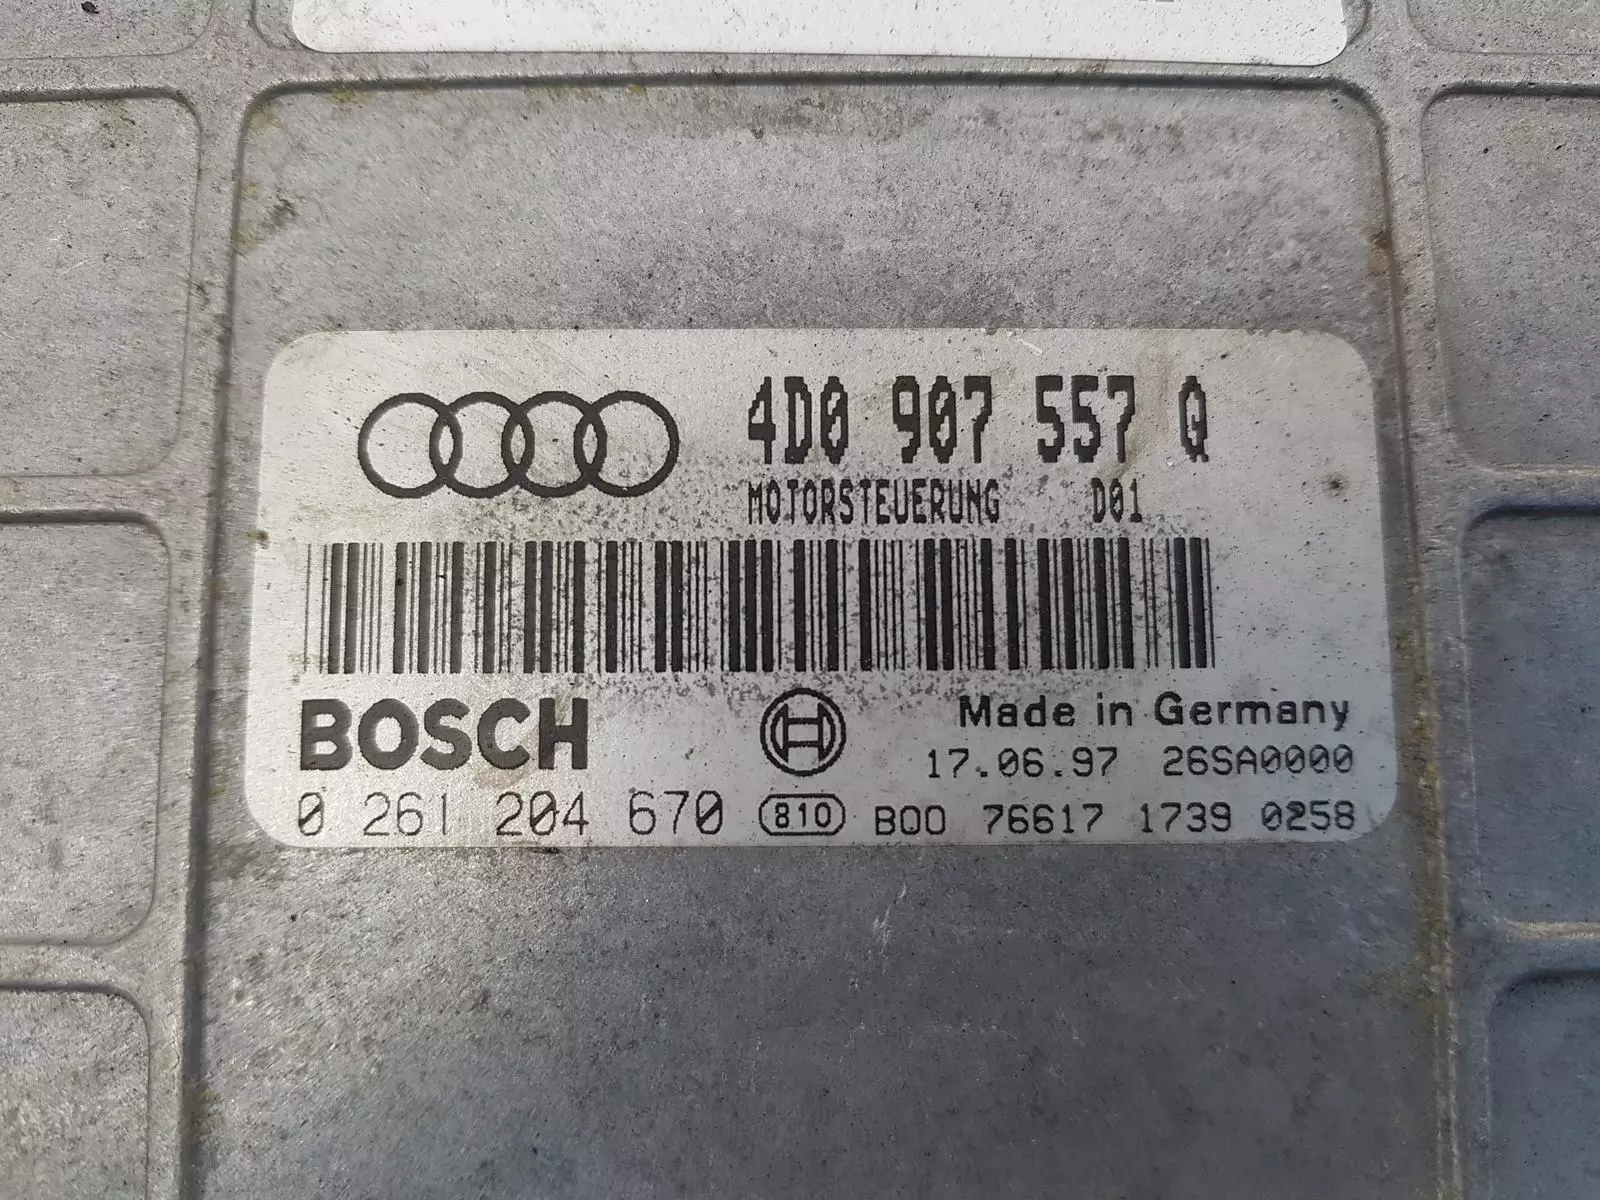 4D0 907 557 Q
MOTORSTEUERUNG D01
BOSCH
Made in Germany
17.06.97 26SA0000
0 261 204 670 810 B00 76617 1739 0258